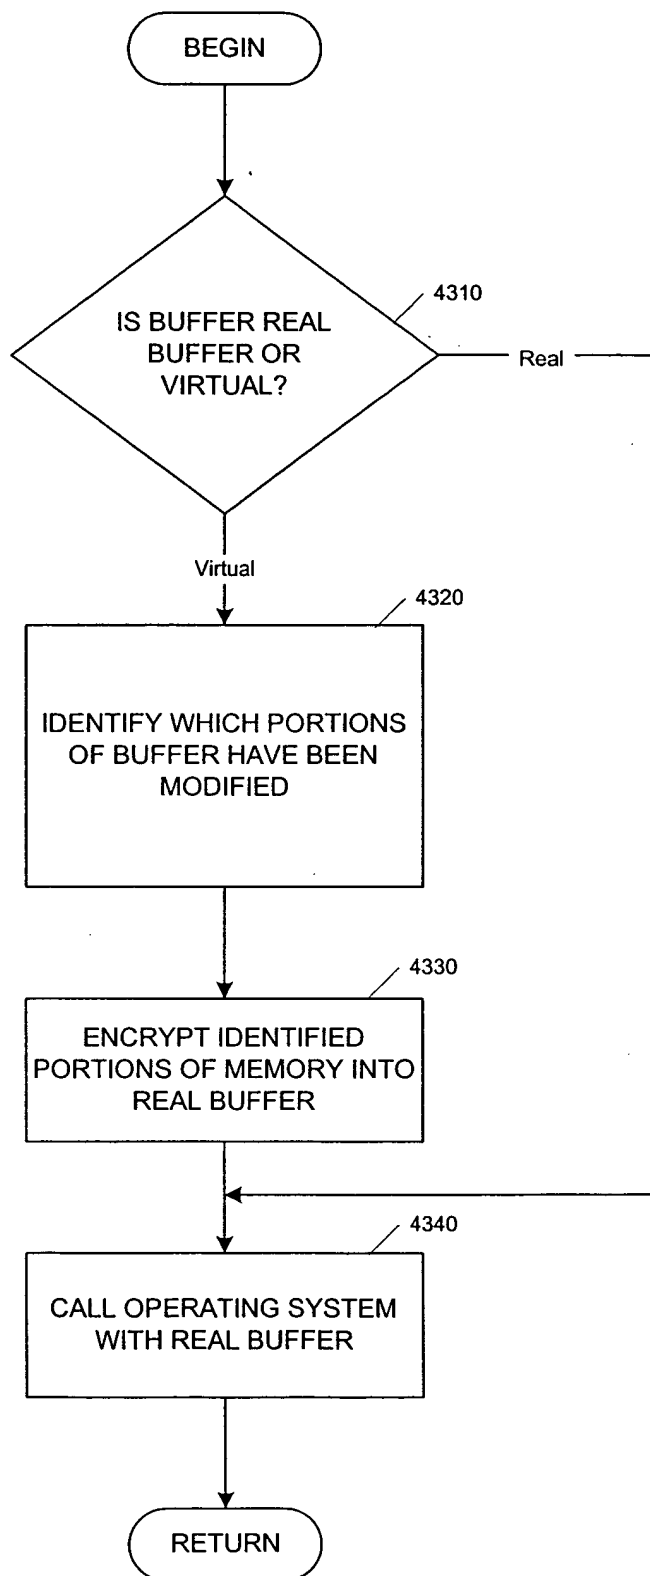 BEGIN
4310
IS BUFFER REAL
BUFFER OR
VIRTUAL?
Real
Virtual
4320
IDENTIFY WHICH PORTIONS
OF BUFFER HAVE BEEN
MODIFIED
4330
ENCRYPT IDENTIFIED
PORTIONS OF MEMORY INTO
REAL BUFFER
4340
CALL OPERATING SYSTEM
WITH REAL BUFFER
RETURN